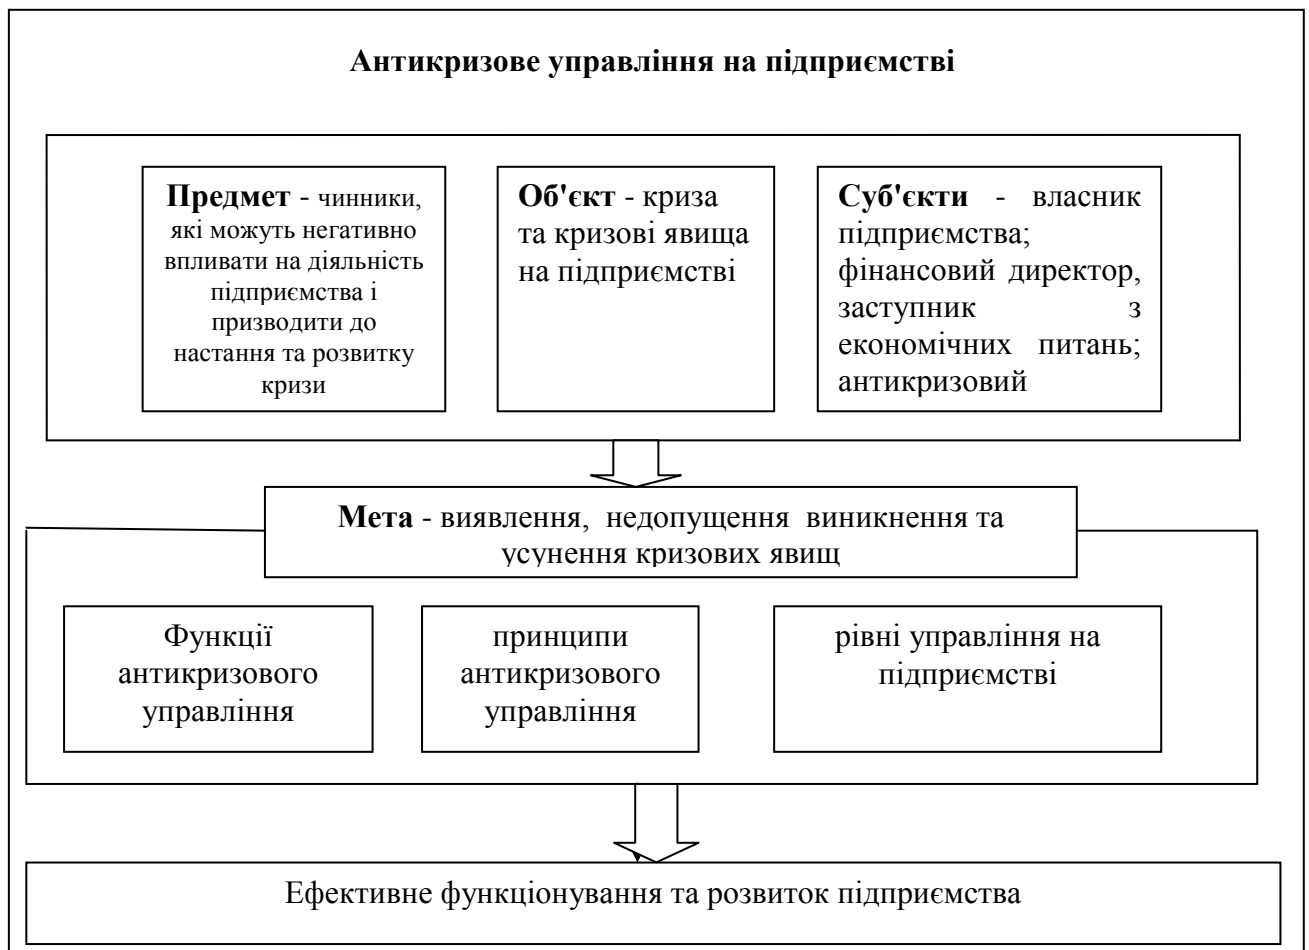 Антикризове управління на підприємстві
Предмет - чинники,
які можуть негативно
впливати на діяльність
підприємства і
призводити до
настання та розвитку
кризи
Об'єкт - криза
та кризові явища
на підприємстві
Суб'єкти - власник
підприємства;
фінансовий директор,
заступник з
економічних питань;
антикризовий
Мета - виявлення, недопущення виникнення та
усунення кризових явищ
Функції
антикризового
управління
принципи
антикризового
управління
рівні управління на
підприємстві
Ефективне функціонування та розвиток підприємства